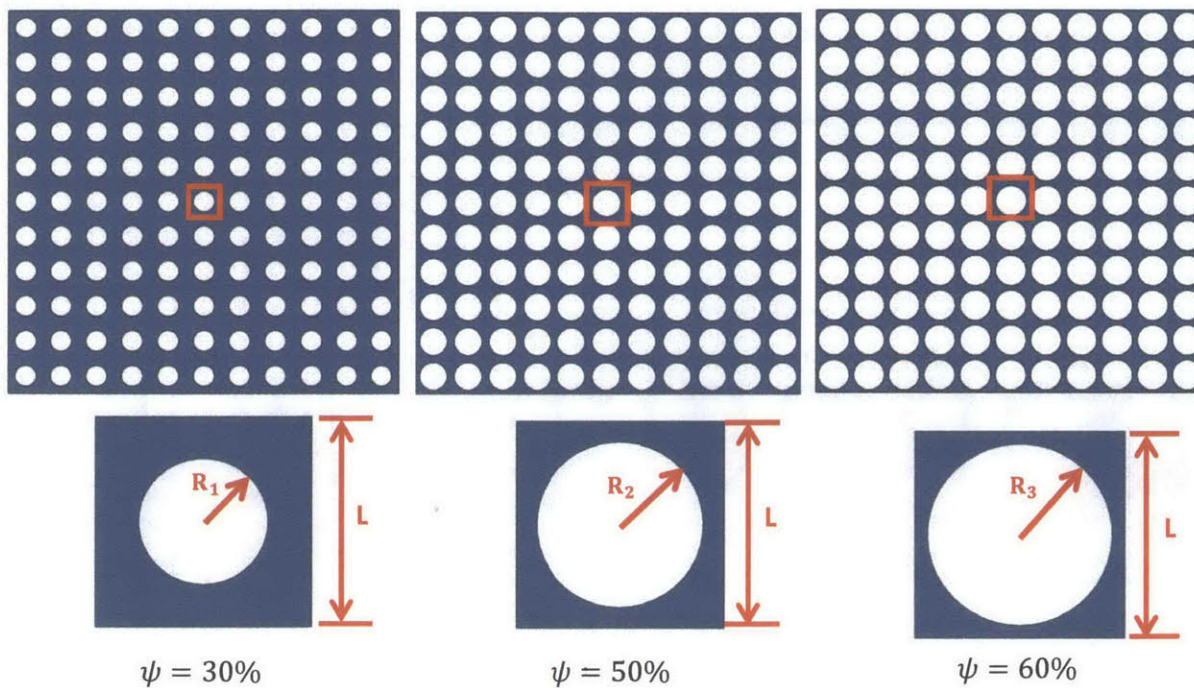 R₁
L
R₂
L
R₃
L
ψ = 30%
ψ = 50%
ψ = 60%